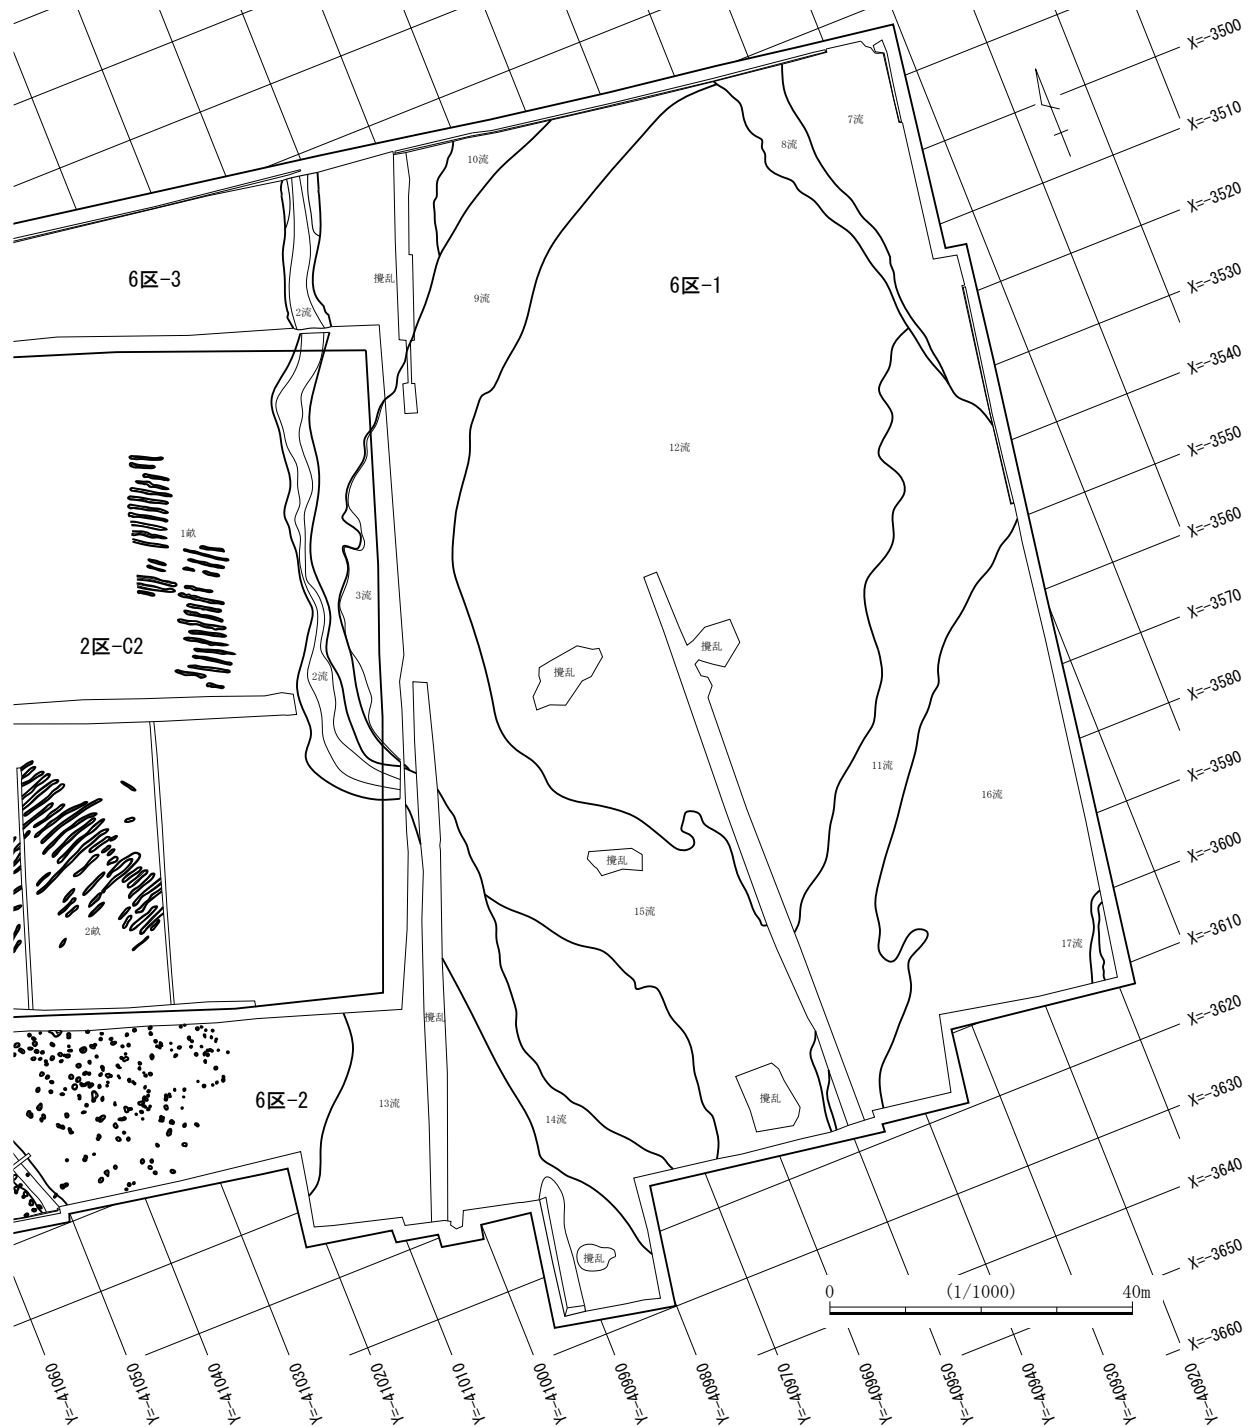 X=-3500
X=-3510
X=-3520
X=-3530
X=-3540
X=-3550
X=-3560
X=-3570
X=-3580
X=-3590
X=-3600
X=-3610
X=-3620
X=-3630
X=-3640
X=-3650
X=-3660
7流
8流
10流
6区-3
攪乱
6区-1
9流
2流
12流
1畝
3流
2区-C2
攪乱
攪乱
2流
11流
16流
攪乱
15流
2畝
17流
攪乱
6区-2
13流
14流
攪乱
攪乱
0 (1/1000) 40m
Y=-41060
Y=-41050
Y=-41040
Y=-41030
Y=-41020
Y=-41010
Y=-41000
Y=-40990
Y=-40980
Y=-40970
Y=-40960
Y=-40950
Y=-40940
Y=-40930
Y=-40920